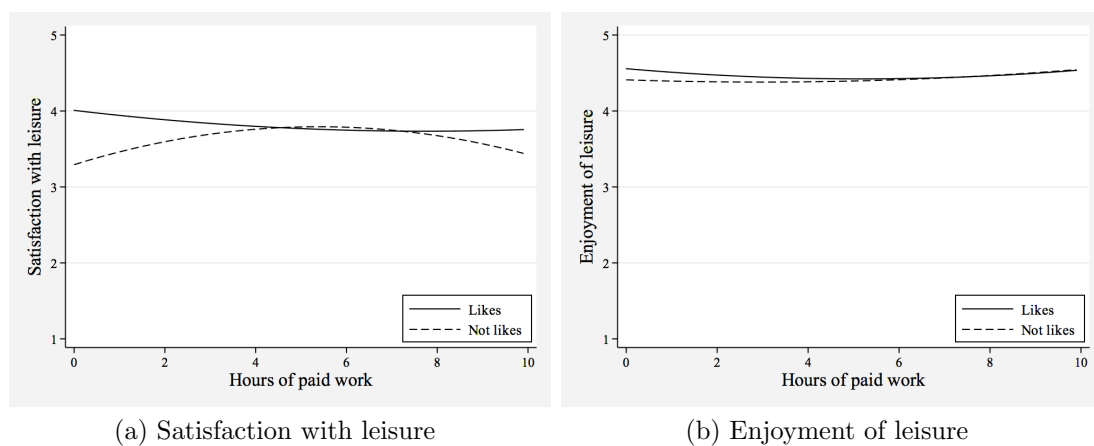 Satisfaction with leisure
5
4
3
2
1
0 2 4 6 8 10
Hours of paid work
Likes
Not likes
(a) Satisfaction with leisure
Enjoyment of leisure
5
4
3
2
1
0 2 4 6 8 10
Hours of paid work
Likes
Not likes
(b) Enjoyment of leisure